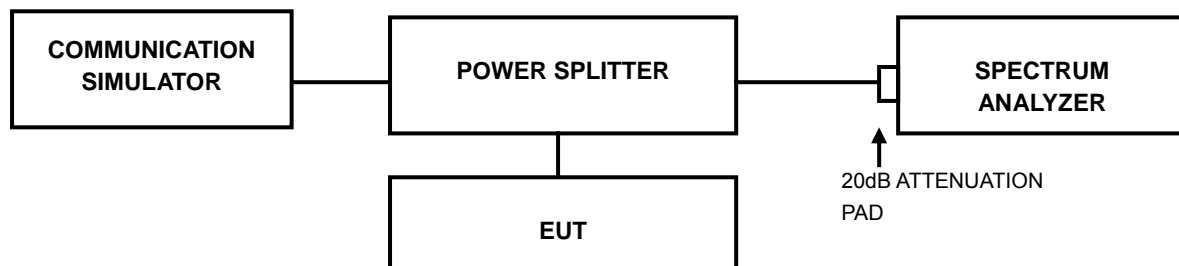 COMMUNICATION
SIMULATOR
POWER SPLITTER
SPECTRUM
ANALYZER
20dB ATTENUATION
PAD
EUT